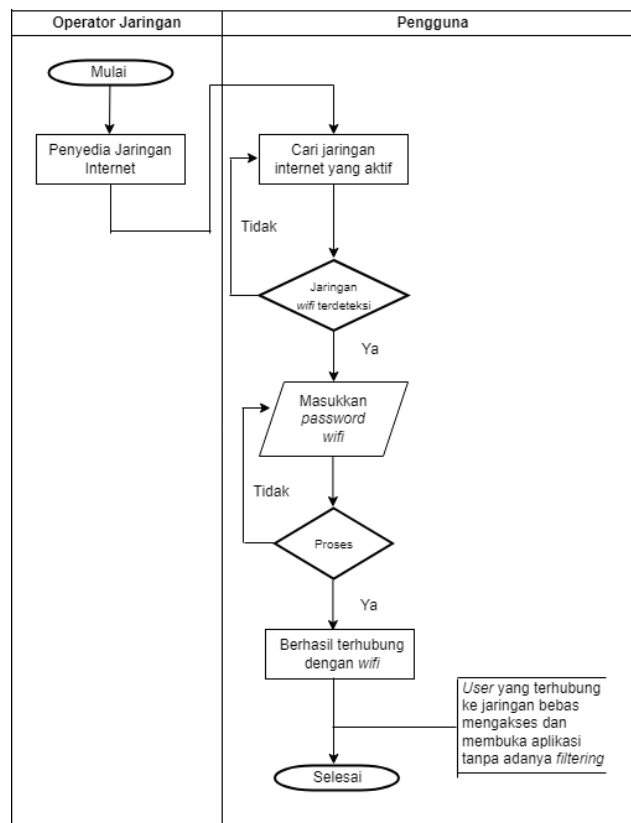 Operator Jaringan
Pengguna
Mulai
Penyedia Jaringan
Internet
Cari jaringan
internet yang aktif
Tidak
Jaringan
wifi terdeteksi
Ya
Masukkan
password
wifi
Tidak
Proses
Ya
Berhasil terhubung
dengan wifi
User yang terhubung
ke jaringan bebas
mengakses dan
membuka aplikasi
tanpa adanya filtering
Selesai